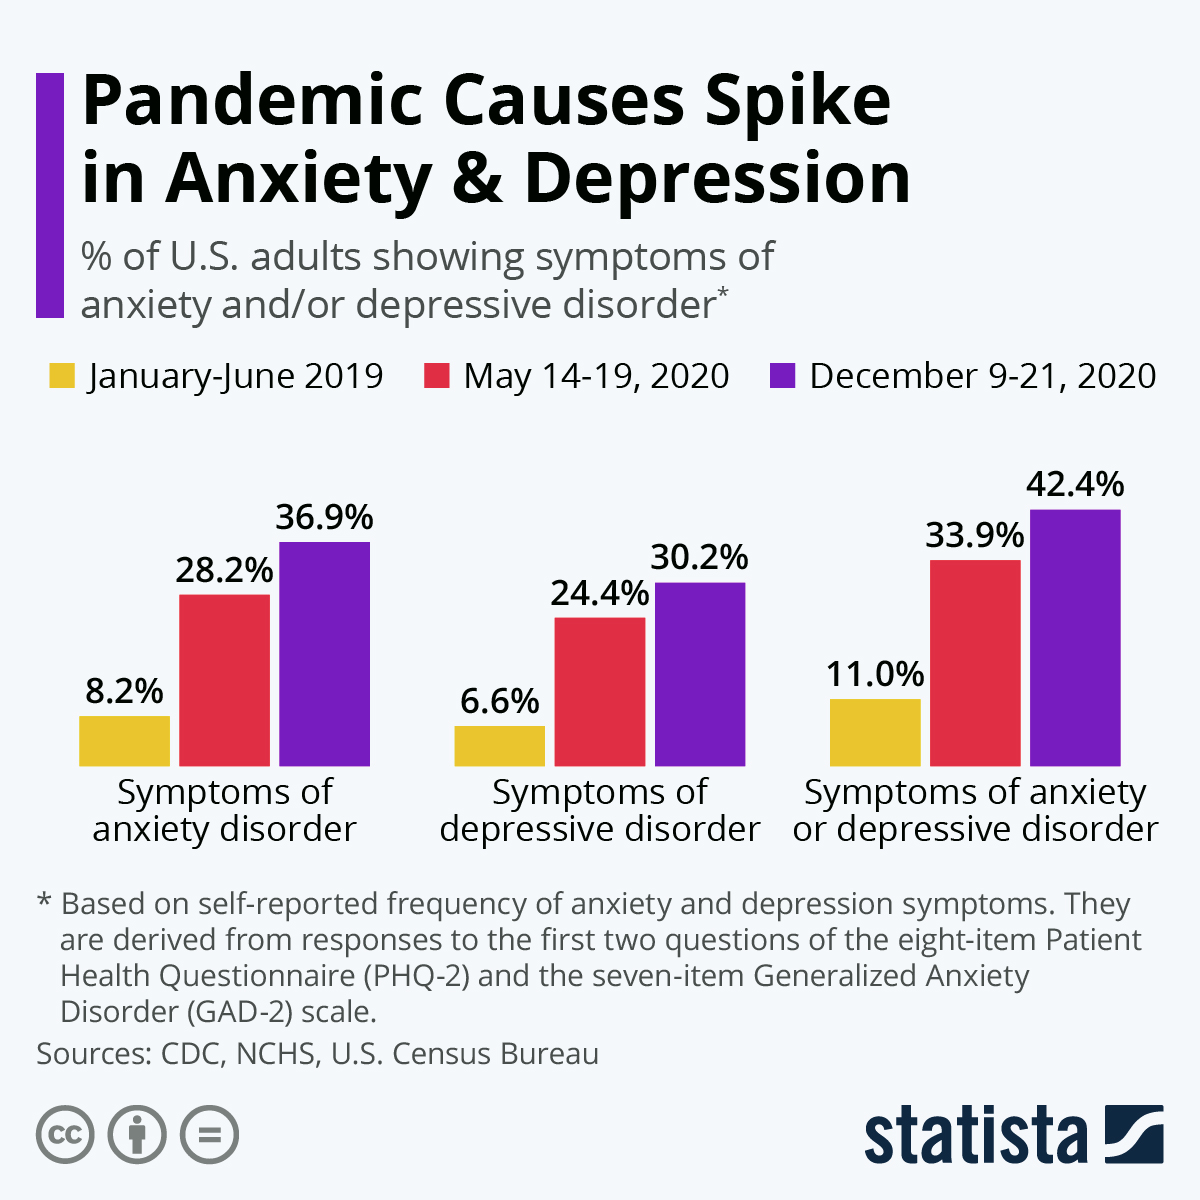 Pandemic Causes Spike
in Anxiety & Depression
% of U.S. adults showing symptoms of
anxiety and/or depressive disorder*
January-June 2019 May 14-19, 2020 December 9-21, 2020
8.2% 28.2% 36.9%
Symptoms of
anxiety disorder
6.6% 24.4% 30.2%
Symptoms of
depressive disorder
11.0% 33.9% 42.4%
Symptoms of anxiety
or depressive disorder
* Based on self-reported frequency of anxiety and depression symptoms. They
are derived from responses to the first two questions of the eight-item Patient
Health Questionnaire (PHQ-2) and the seven-item Generalized Anxiety
Disorder (GAD-2) scale.
Sources: CDC, NCHS, U.S. Census Bureau
cc =
statista